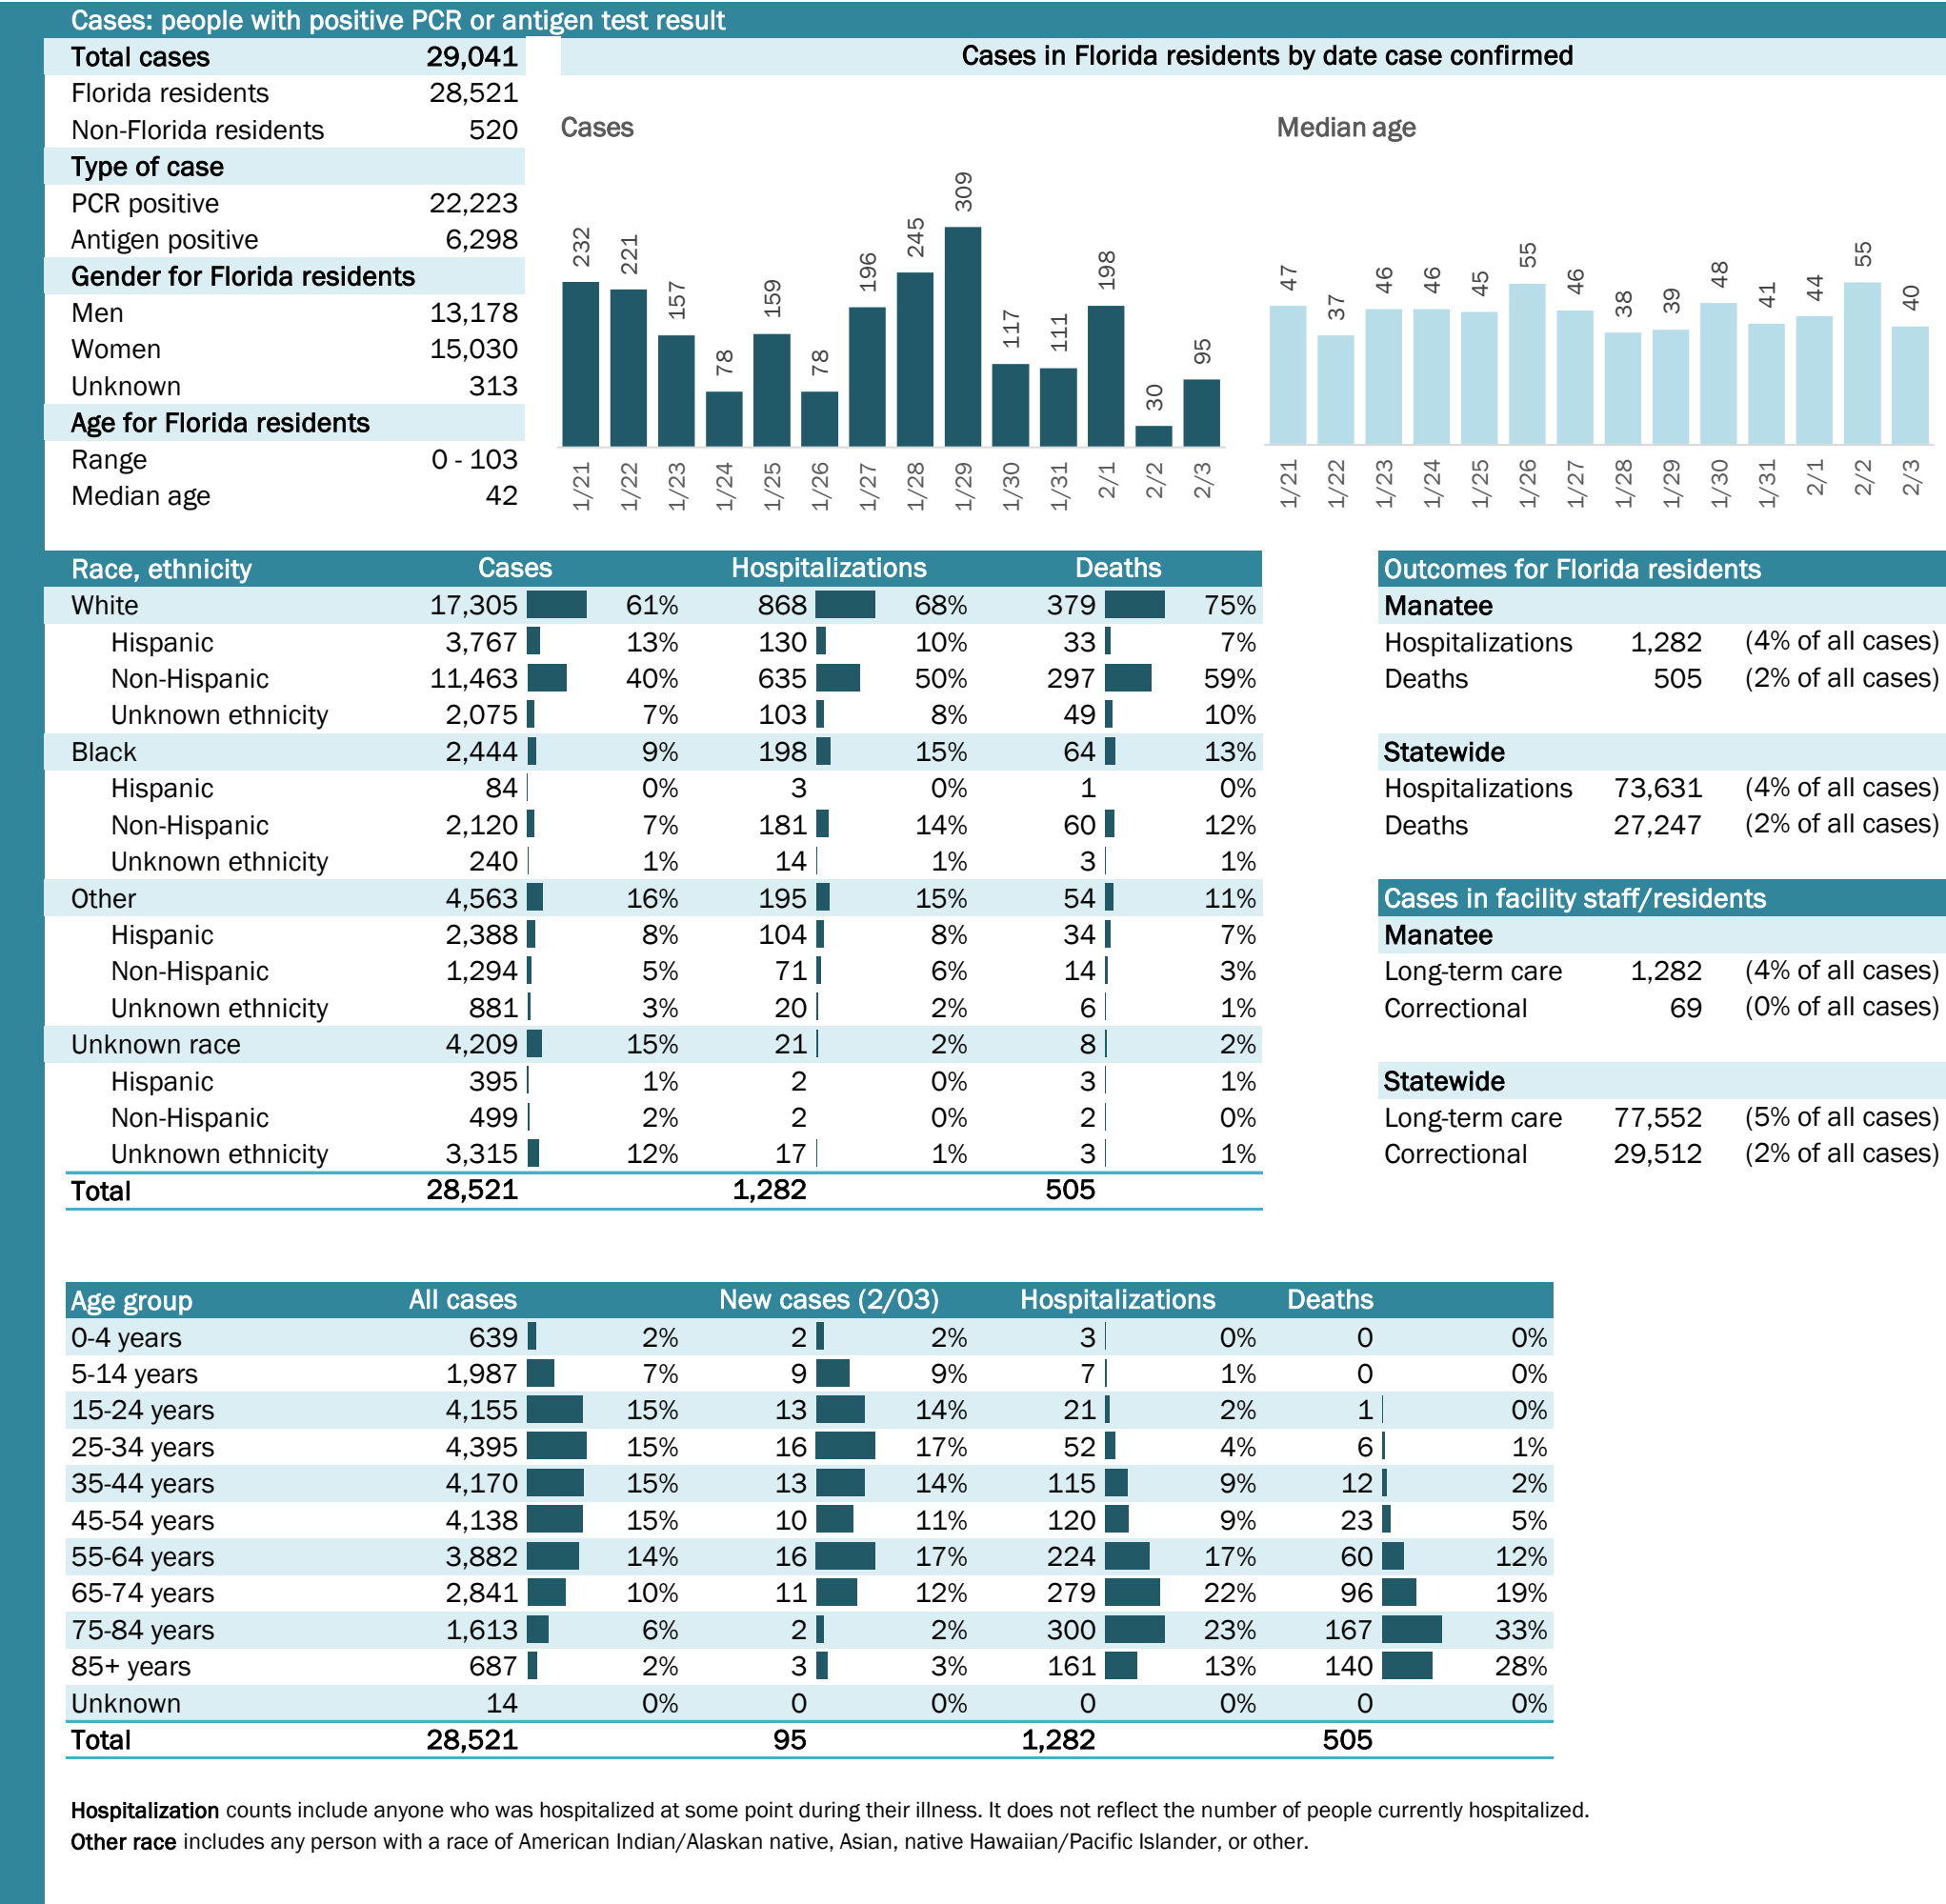 Cases: people with positive PCR or antigen test result
Total cases 29,041
Florida residents 28,521
Non-Florida residents 520
Type of case
PCR positive 22,223
Antigen positive 6,298
Gender for Florida residents
Men 13,178
Women 15,030
Unknown 313
Age for Florida residents
Range 0 - 103
Median age 42
Cases in Florida residents by date case confirmed
Cases
232 221 157 78 159 78 196 245 309 117 111 198 30 95
1/21 1/22 1/23 1/24 1/25 1/26 1/27 1/28 1/29 1/30 1/31 2/1 2/2 2/3
Median age
47 37 46 46 45 55 46 38 39 48 41 44 55 40
1/21 1/22 1/23 1/24 1/25 1/26 1/27 1/28 1/29 1/30 1/31 2/1 2/2 2/3
Race, ethnicity Cases Hospitalizations Deaths
White 17,305 61% 868 68% 379 75%
Hispanic 3,767 13% 130 10% 33 7%
Non-Hispanic 11,463 40% 635 50% 297 59%
Unknown ethnicity 2,075 7% 103 8% 49 10%
Black 2,444 9% 198 15% 64 13%
Hispanic 84 0% 3 0% 1 0%
Non-Hispanic 2,120 7% 181 14% 60 12%
Unknown ethnicity 240 1% 14 1% 3 1%
Other 4,563 16% 195 15% 54 11%
Hispanic 2,388 8% 104 8% 34 7%
Non-Hispanic 1,294 5% 71 6% 14 3%
Unknown ethnicity 881 3% 20 2% 6 1%
Unknown race 4,209 15% 21 2% 8 2%
Hispanic 395 1% 2 0% 3 1%
Non-Hispanic 499 2% 2 0% 2 0%
Unknown ethnicity 3,315 12% 17 1% 3 1%
Total 28,521 1,282 505
Outcomes for Florida residents
Manatee
Hospitalizations 1,282 (4% of all cases)
Deaths 505 (2% of all cases)
Statewide
Hospitalizations 73,631 (4% of all cases)
Deaths 27,247 (2% of all cases)
Cases in facility staff/residents
Manatee
Long-term care 1,282 (4% of all cases)
Correctional 69 (0% of all cases)
Statewide
Long-term care 77,552 (5% of all cases)
Correctional 29,512 (2% of all cases)
Age group All cases New cases (2/03) Hospitalizations Deaths
0-4 years 639 2% 2 2% 3 0% 0 0%
5-14 years 1,987 7% 9 9% 7 1% 0 0%
15-24 years 4,155 15% 13 14% 21 2% 1 0%
25-34 years 4,395 15% 16 17% 52 4% 6 1%
35-44 years 4,170 15% 13 14% 115 9% 12 2%
45-54 years 4,138 15% 10 11% 120 9% 23 5%
55-64 years 3,882 14% 16 17% 224 17% 60 12%
65-74 years 2,841 10% 11 12% 279 22% 96 19%
75-84 years 1,613 6% 2 2% 300 23% 167 33%
85+ years 687 2% 3 3% 161 13% 140 28%
Unknown 14 0% 0 0% 0 0% 0 0%
Total 28,521 95 1,282 505
Hospitalization counts include anyone who was hospitalized at some point during their illness. It does not reflect the number of people currently hospitalized.
Other race includes any person with a race of American Indian/Alaskan native, Asian, native Hawaiian/Pacific Islander, or other.